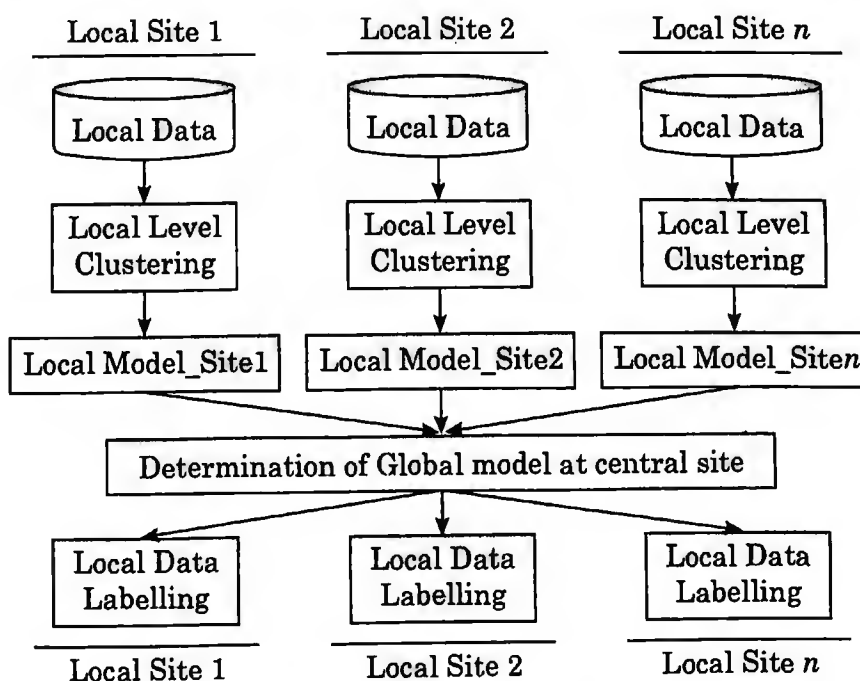 Local Site 1
Local Site 2
Local Site n
Local Data
Local Data
Local Data
Local Level
Clustering
Local Level
Clustering
Local Level
Clustering
Local Model_Site1
Local Model_Site2
Local Model_Siten
Determination of Global model at central site
Local Data
Labelling
Local Data
Labelling
Local Data
Labelling
Local Site 1
Local Site 2
Local Site n